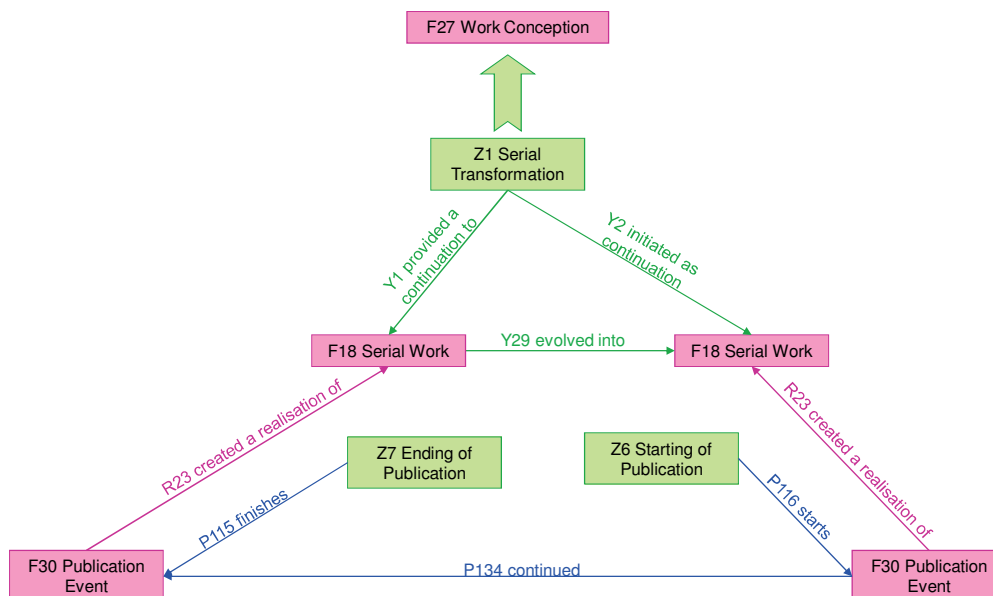 F27 Work Conception
Z1 Serial
Transformation
Y1 provided a
continuation to
Y2 initiated as
continuation
F18 Serial Work
Y29 evolved into
F18 Serial Work
R23 created a realisation of
R23 created a realisation of
Z7 Ending of
Publication
Z6 Starting of
Publication
P115 finishes
P116 starts
F30 Publication
Event
P134 continued
F30 Publication
Event